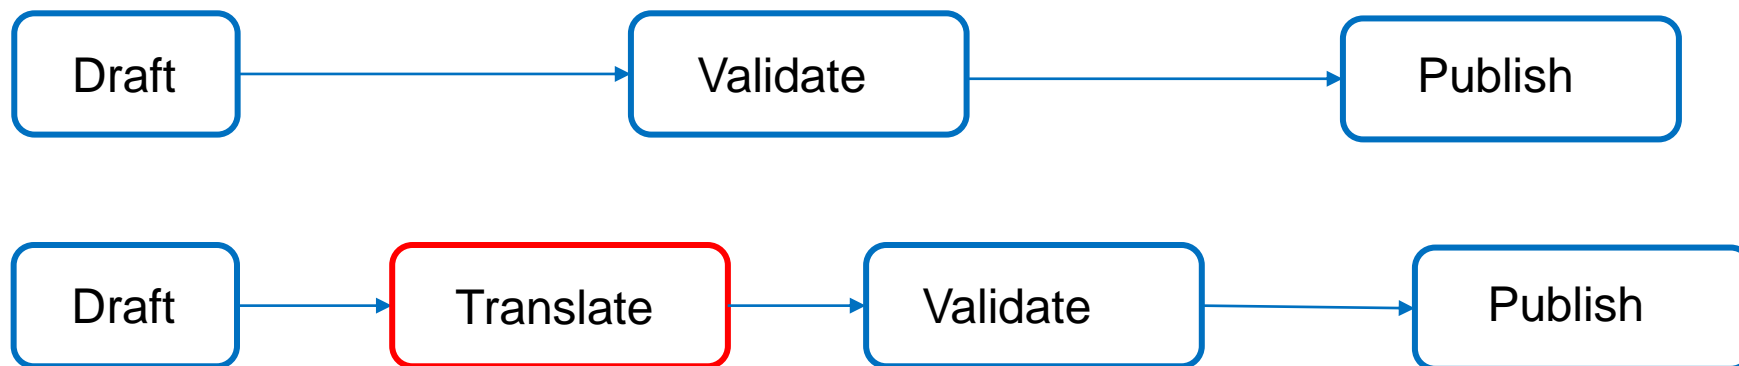 Draft
Validate
Publish
Draft
Translate
Validate
Publish